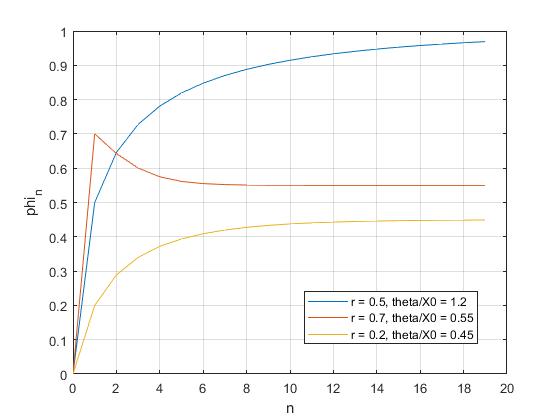 1
0.9
0.8
0.7
0.6
0.5
0.4
0.3
0.2
0.1
0
phi_n
0 2 4 6 8 10 12 14 16 18 20
n
r = 0.5, theta/X0 = 1.2
r = 0.7, theta/X0 = 0.55
r = 0.2, theta/X0 = 0.45